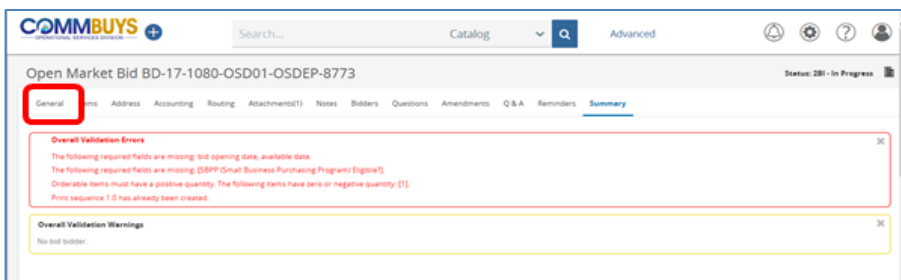 COMMBUYS
OPERATIONAL SERVICES DIVISION
Search...
Catalog
Advanced
Open Market Bid BD-17-1080-OSD01-OSDEP-8773
Status: 2BI - In Progress
General ems Address Accounting Routing Attachments(1) Notes Bidders Questions Amendments Q & A Reminders Summary
Overall Validation Errors
The following required fields are missing: bid opening date, available date.
The following required fields are missing: [SBPP (Small Business Purchasing Program) Eligible?].
Orderable items must have a positive quantity. The following items have zero or negative quantity: [1].
Print sequence 1.0 has already been created.
Overall Validation Warnings
No bid bidder.